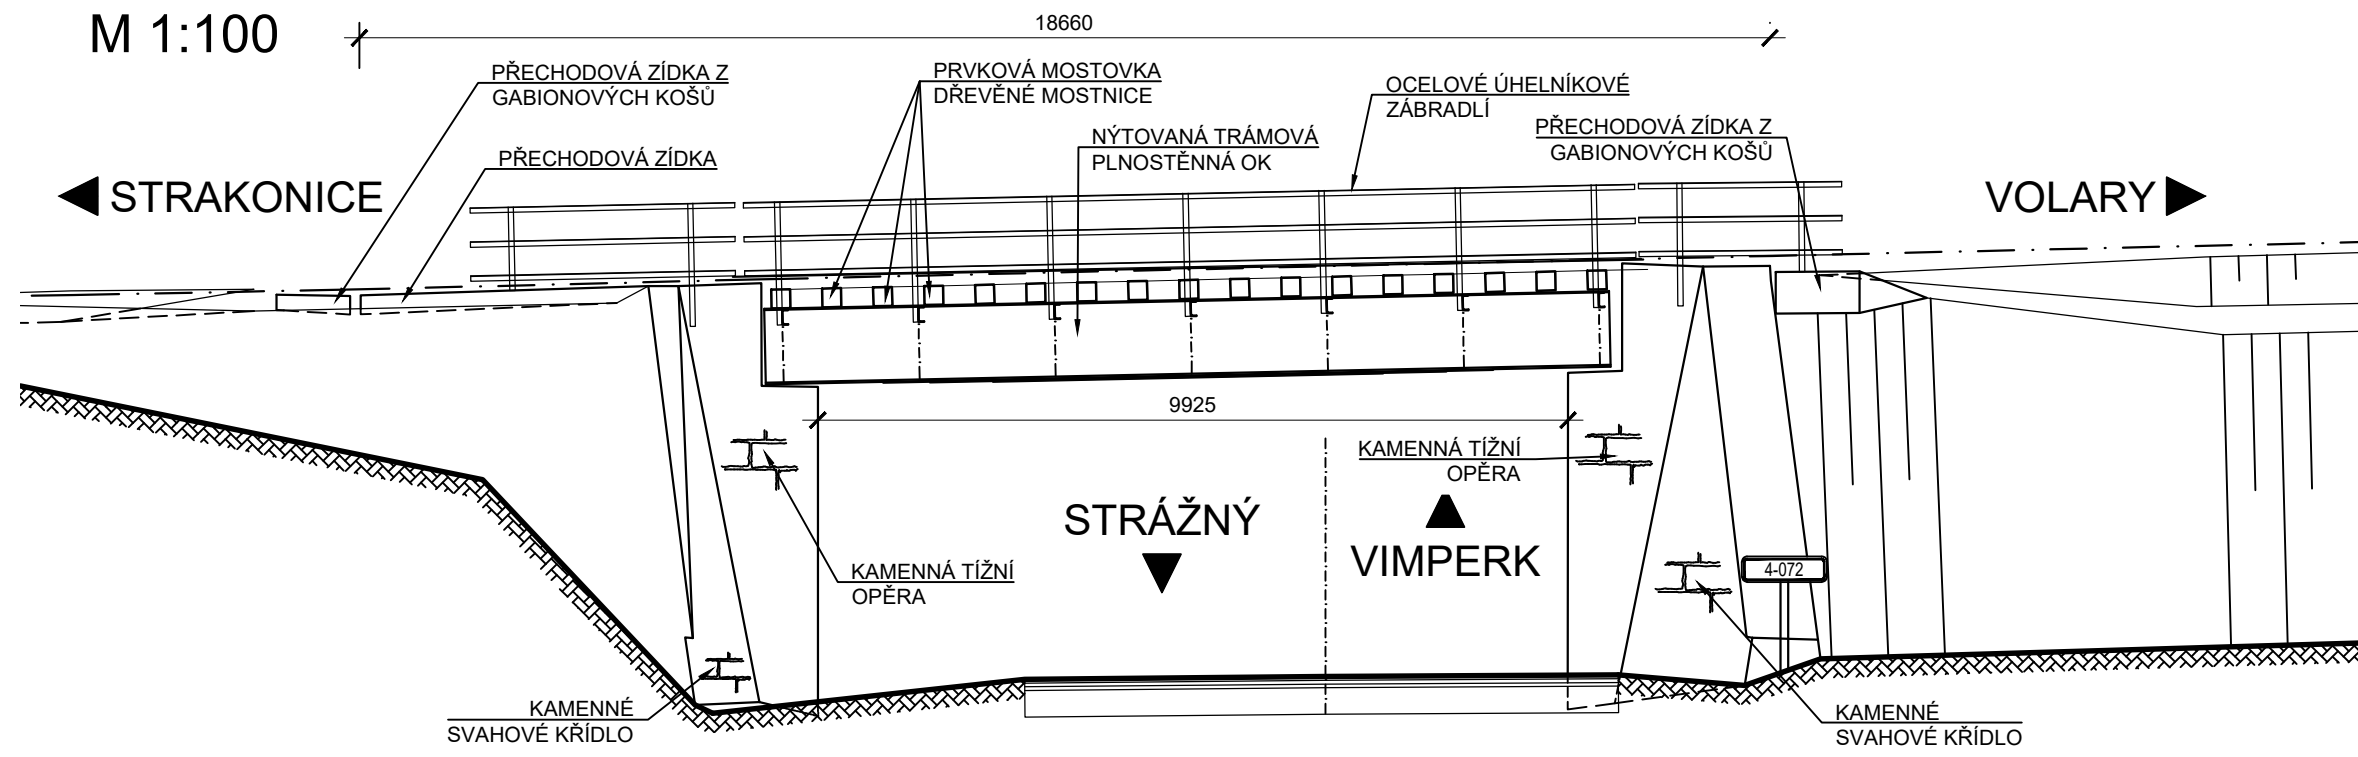 M 1:100
18660
PŘECHODOVÁ ZÍDKA Z
GABIONOVÝCH KOŠŮ
PRVKOVÁ MOSTOVKA
DŘEVĚNÉ MOSTNICE
OCELOVÉ ÚHELNÍKOVÉ
ZÁBRADLÍ
NÝTOVANÁ TRÁMOVÁ
PLNOSTĚNNÁ OK
PŘECHODOVÁ ZÍDKA Z
GABIONOVÝCH KOŠŮ
PŘECHODOVÁ ZÍDKA
STRAKONICE
VOLARY
9925
KAMENNÁ TÍŽNÍ
OPĚRA
STRÁŽNÝ
VIMPERK
KAMENNÁ TÍŽNÍ
OPĚRA
4-072
KAMENNÉ
SVAHOVÉ KŘÍDLO
KAMENNÉ
SVAHOVÉ KŘÍDLO